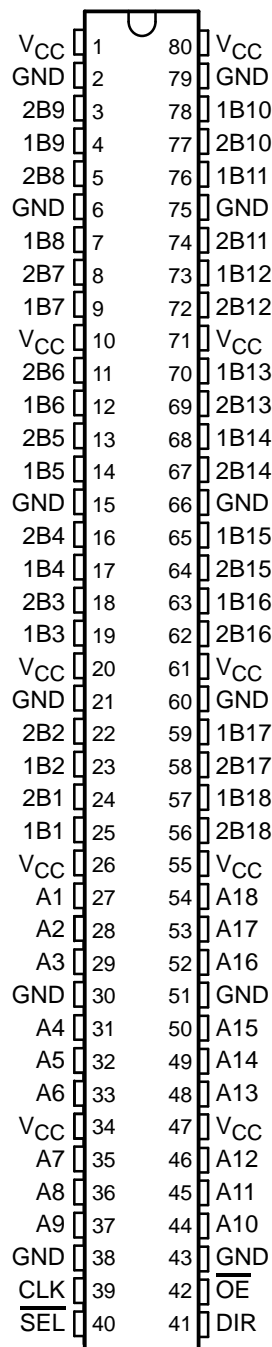 VCC 1 80 VCC
GND 2 79 GND
2B9 3 78 1B10
1B9 4 77 2B10
2B8 5 76 1B11
GND 6 75 GND
1B8 7 74 2B11
2B7 8 73 1B12
1B7 9 72 2B12
VCC 10 71 VCC
2B6 11 70 1B13
1B6 12 69 2B13
2B5 13 68 1B14
1B5 14 67 2B14
GND 15 66 GND
2B4 16 65 1B15
1B4 17 64 2B15
2B3 18 63 1B16
1B3 19 62 2B16
VCC 20 61 VCC
GND 21 60 GND
2B2 22 59 1B17
1B2 23 58 2B17
2B1 24 57 1B18
1B1 25 56 2B18
VCC 26 55 VCC
A1 27 54 A18
A2 28 53 A17
A3 29 52 A16
GND 30 51 GND
A4 31 50 A15
A5 32 49 A14
A6 33 48 A13
VCC 34 47 VCC
A7 35 46 A12
A8 36 45 A11
A9 37 44 A10
GND 38 43 GND
CLK 39 42 OE
SEL 40 41 DIR